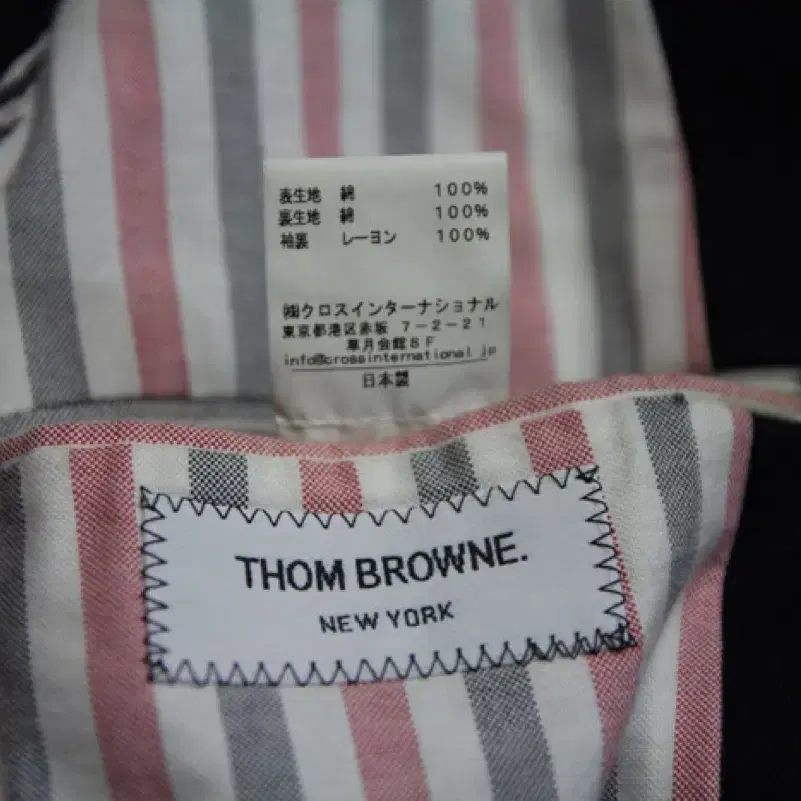 表生地 綿 100%
裏生地 綿 100%
袖裏 レーヨン 100%
㈱クロスインターナショナル
東京都港区赤坂 7-2-21
草月会館8F
info@crossinternational.jp
日本製
THOM BROWNE.
NEW YORK